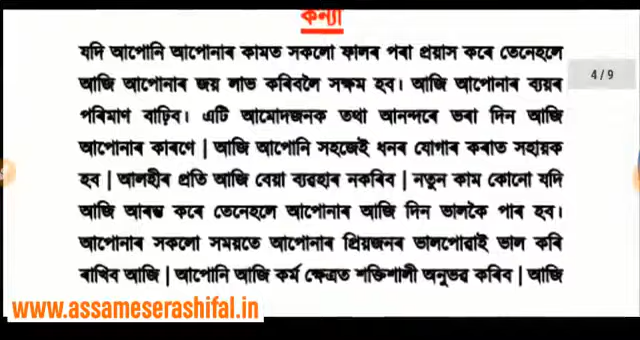 কন্যা
যদি আপোনি আপোনাৰ কামত সকলো ফালৰ পৰা প্ৰয়াস কৰে তেনেহলে
আজি আপোনাৰ জয় লাভ কৰিবলৈ সক্ষম হব। আজি আপোনাৰ ব্যয়ৰ
4/9
পৰিমাণ বাঢ়িব। এটি আমোদজনক তথা আনন্দৰে ভৰা দিন আজি
আপোনাৰ কাৰণে | আজি আপোনি সহজেই ধনৰ যোগাৰ কৰাত সহায়ক
হব | আলহীৰ প্ৰতি আজি বেয়া ব্যৱহাৰ নকৰিব | নতুন কাম কোনো যদি
আজি আৰম্ভ কৰে তেনেহলে আপোনাৰ আজি দিন ভালকৈ পাৰ হব।
আপোনাৰ সকলো সময়তে আপোনাৰ প্ৰিয়জনৰ ভালপোৱাই ভাল কৰি
ৰাখিব আজি | আপোনি আজি কৰ্ম ক্ষেত্ৰত শক্তিশালী অনুভৱ কৰিব | আজি
www.assameserashifal.in